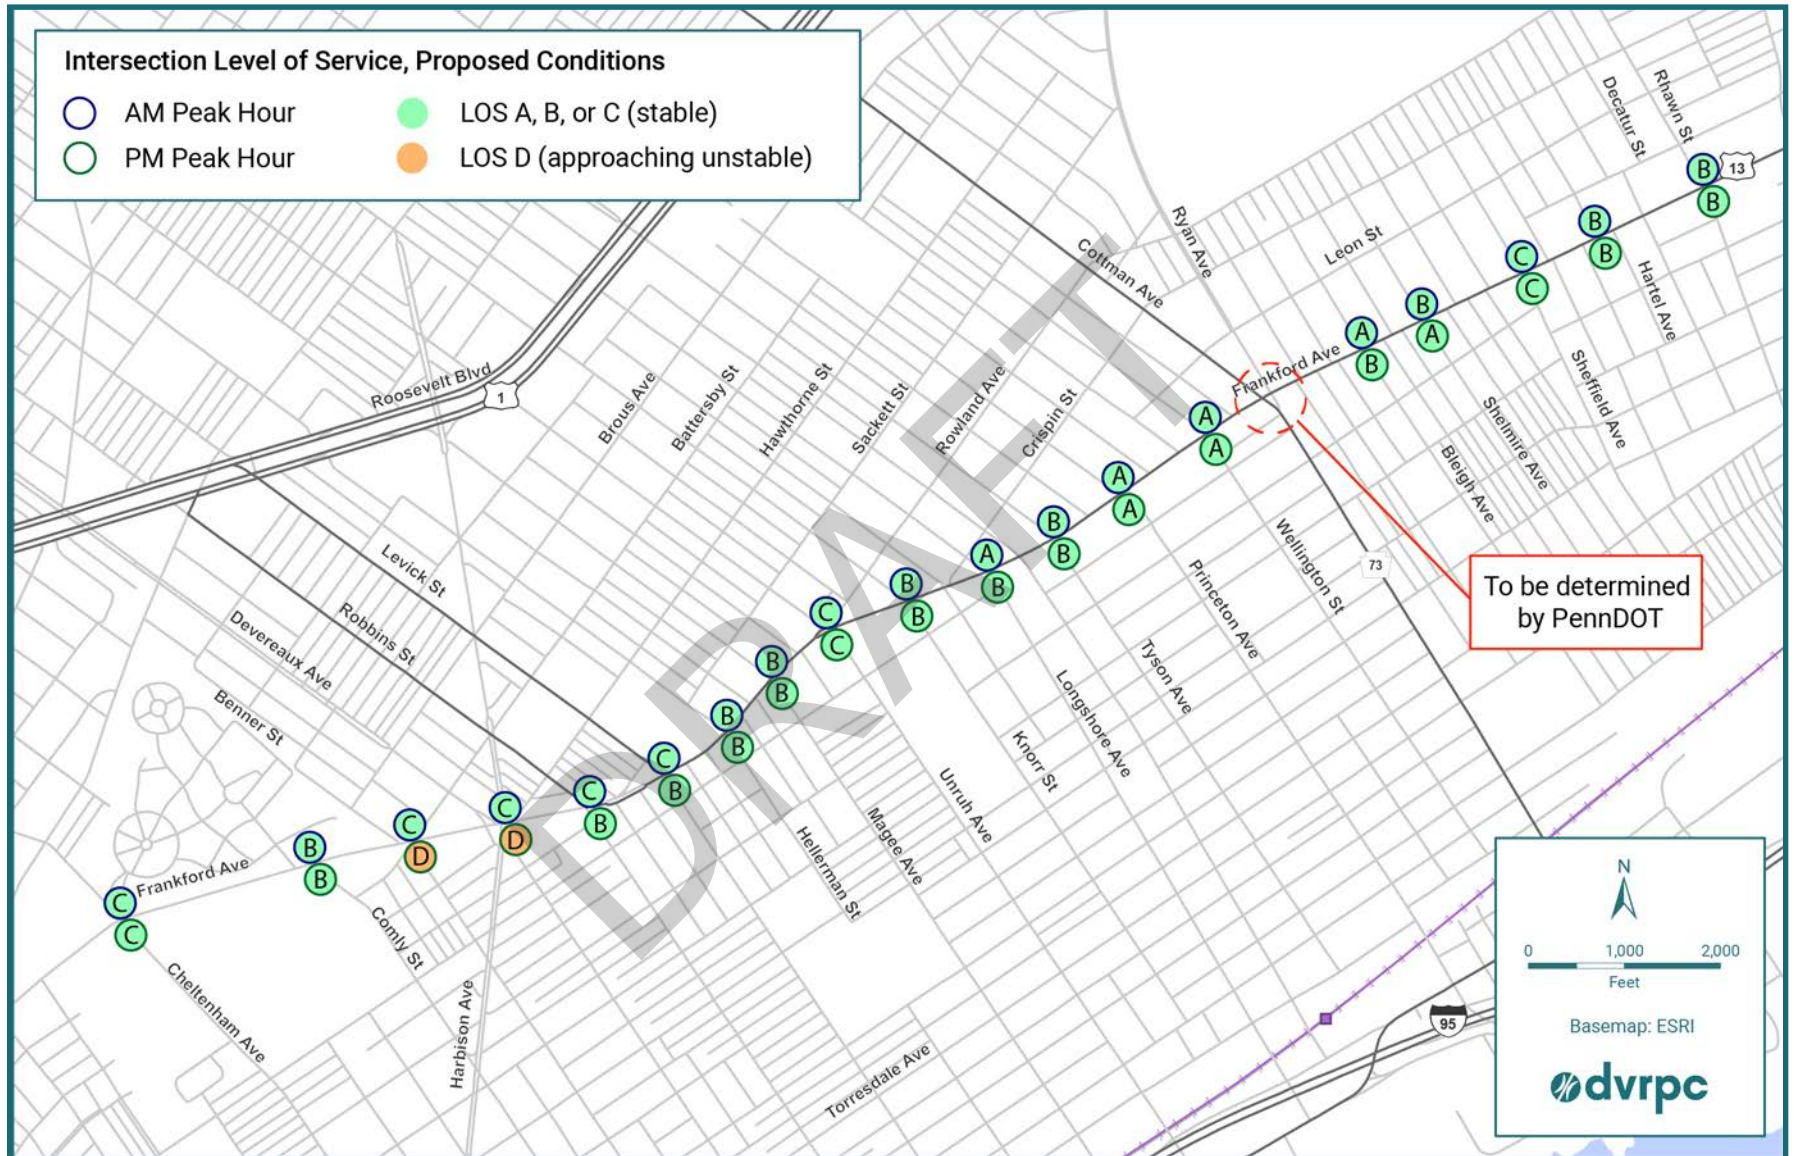 Intersection Level of Service, Proposed Conditions
AM Peak Hour
LOS A, B, or C (stable)
PM Peak Hour
LOS D (approaching unstable)
Decatur St
Rhawn St
B
13
B
Ryan Ave
Leon St
Cottman Ave
B
B
C
C
Hartel Ave
B
A
A
B
Frankford Ave
Roosevelt Blvd
1
Brous Ave
Battersby St
Hawthorne St
Sackett St
Rowland Ave
Crispin St
Sheffield Ave
Shelmire Ave
Bleigh Ave
A
A
A
A
B
B
A
B
B
B
C
C
B
B
B
B
C
B
C
B
C
D
C
D
B
B
C
C
Wellington St
73
Princeton Ave
Tyson Ave
Longshore Ave
Knorr St
Unruh Ave
Magee Ave
Hellerman St
To be determined
by PennDOT
Levick St
Robbins St
Devereaux Ave
Benner St
Frankford Ave
Comly St
Cheltenham Ave
Harbison Ave
Torresdale Ave
95
DRAFT
N
0 1,000 2,000
Feet
Basemap: ESRI
dvrpc